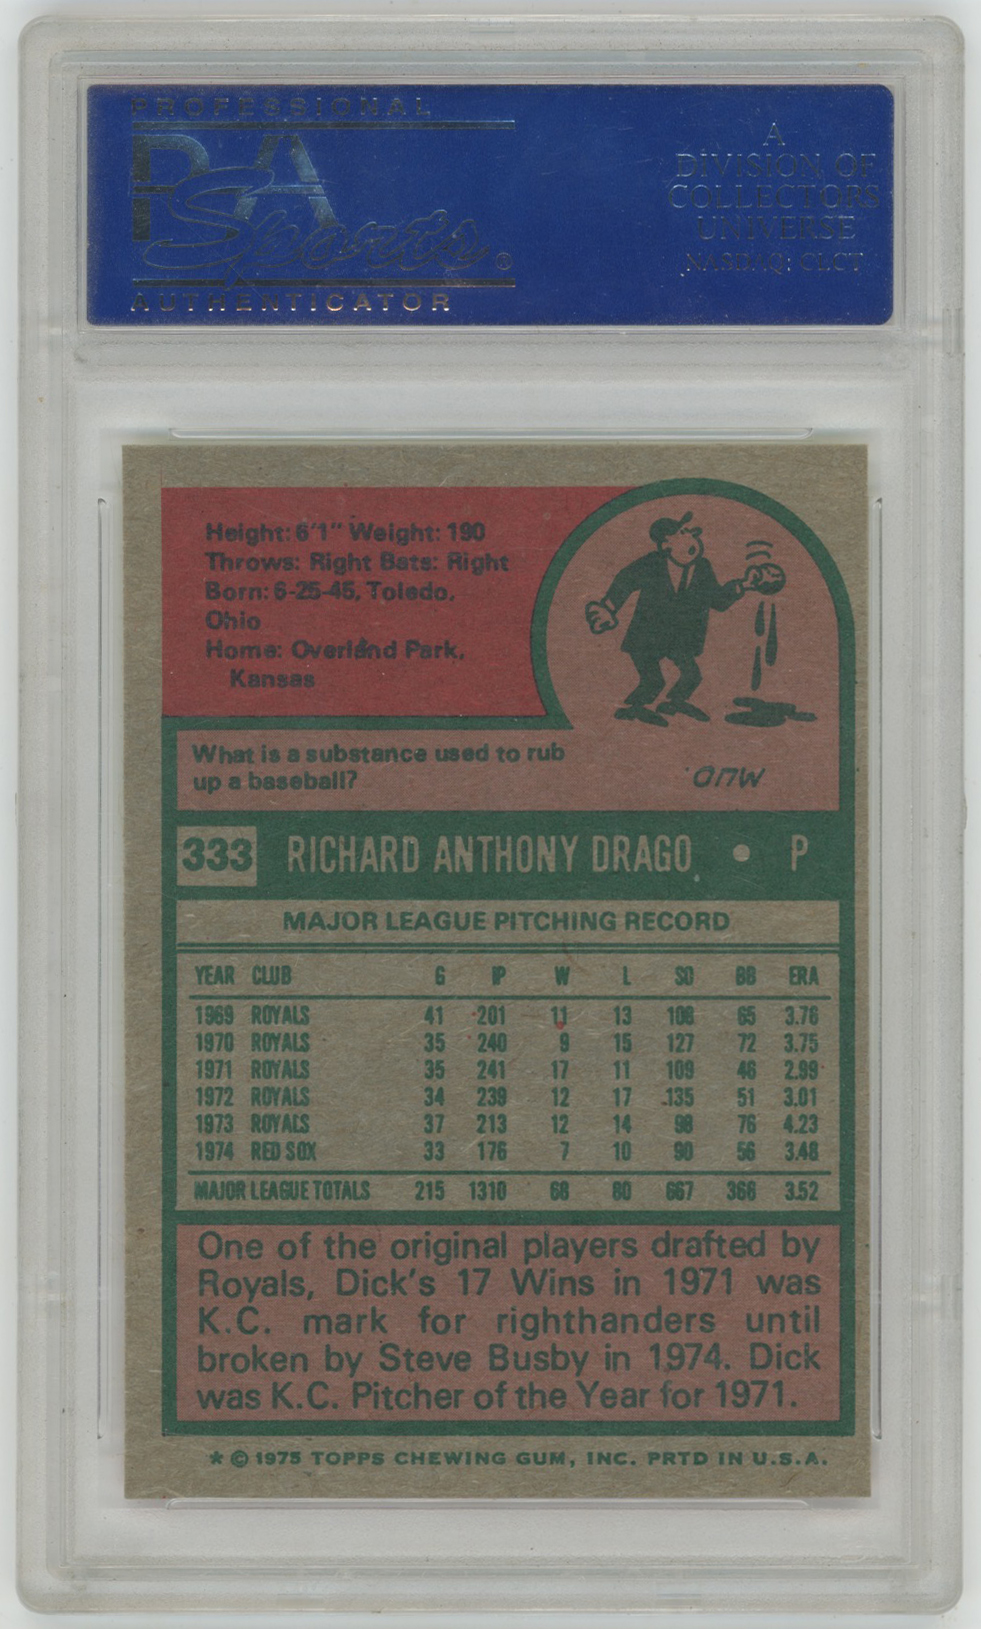 PROFESSIONAL
PSA
Sports ®
AUTHENTICATOR
A
DIVISION OF
COLLECTORS
UNIVERSE
NASDAQ: CLCT
Height: 6'1" Weight: 190
Throws: Right Bats: Right
Born: 6-25-45, Toledo,
Ohio
Home: Overland Park,
Kansas
What is a substance used to rub
up a baseball?
MUD
333 RICHARD ANTHONY DRAGO • P
MAJOR LEAGUE PITCHING RECORD
YEAR CLUB G IP W L SO BB ERA
1969 ROYALS 41 201 11 13 108 65 3.76
1970 ROYALS 35 240 9 15 127 72 3.75
1971 ROYALS 35 241 17 11 109 46 2.99
1972 ROYALS 34 239 12 17 135 51 3.01
1973 ROYALS 37 213 12 14 98 76 4.23
1974 RED SOX 33 176 7 10 90 56 3.48
MAJOR LEAGUE TOTALS 215 1310 68 80 667 366 3.52
One of the original players drafted by
Royals, Dick's 17 Wins in 1971 was
K.C. mark for righthanders until
broken by Steve Busby in 1974. Dick
was K.C. Pitcher of the Year for 1971.
* © 1975 TOPPS CHEWING GUM, INC. PRTD IN U.S.A.